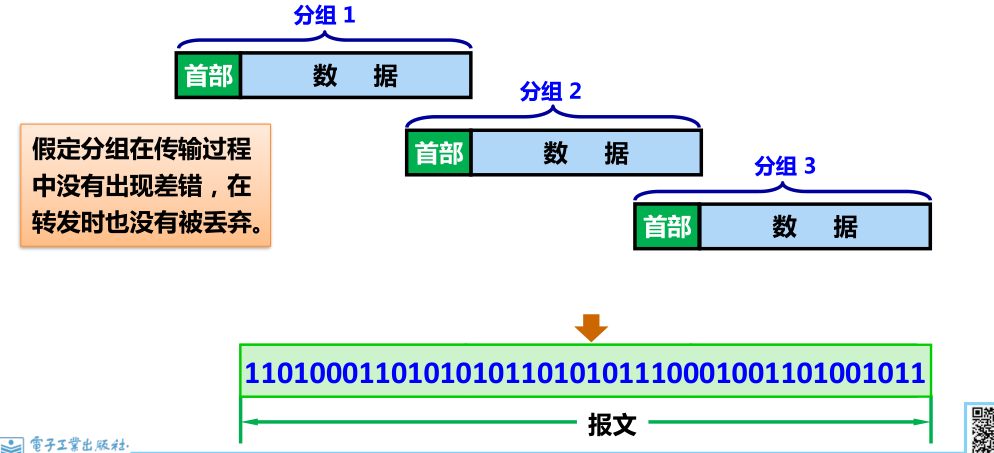 分组 1
首部
数 据
分组 2
首部
数 据
分组 3
首部
数 据
假定分组在传输过程
中没有出现差错，在
转发时也没有被丢弃。
110100011010101011010101110001001101001011
报文
電子工業出版社·